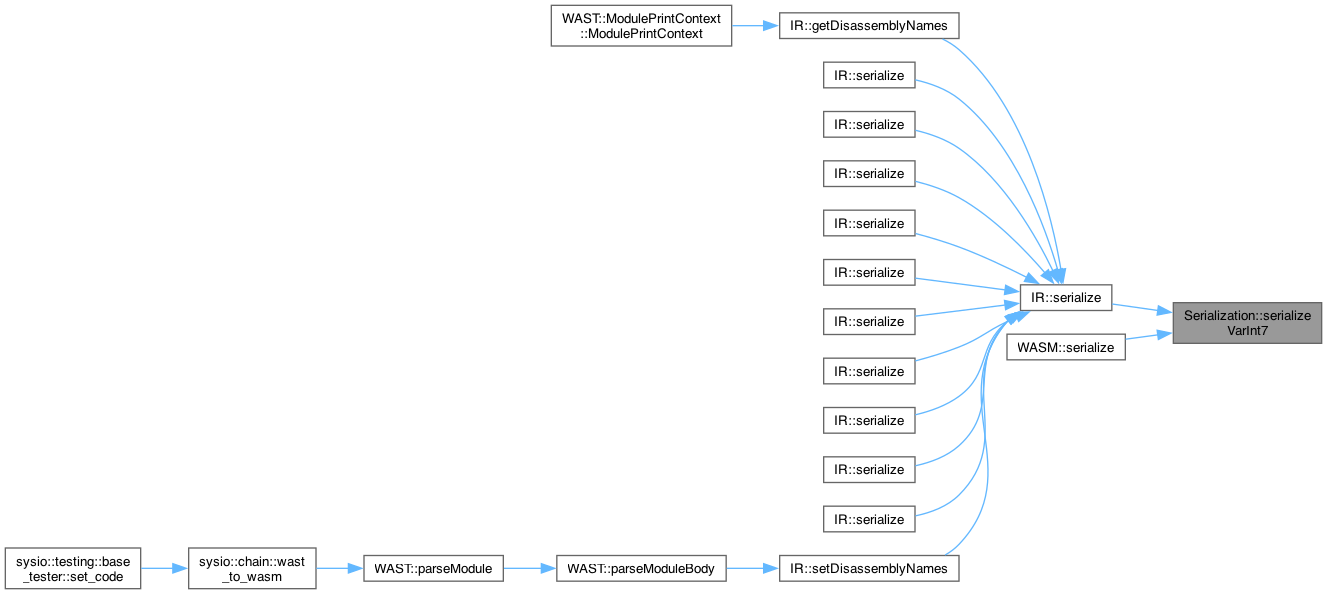 WAST::ModulePrintContext
::ModulePrintContext
IR::getDisassemblyNames
IR::serialize
IR::serialize
IR::serialize
IR::serialize
IR::serialize
IR::serialize
IR::serialize
IR::serialize
IR::serialize
IR::serialize
IR::serialize
WASM::serialize
Serialization::serialize
VarInt7
sysio::testing::base
_tester::set_code
sysio::chain::wast
_to_wasm
WAST::parseModule
WAST::parseModuleBody
IR::setDisassemblyNames